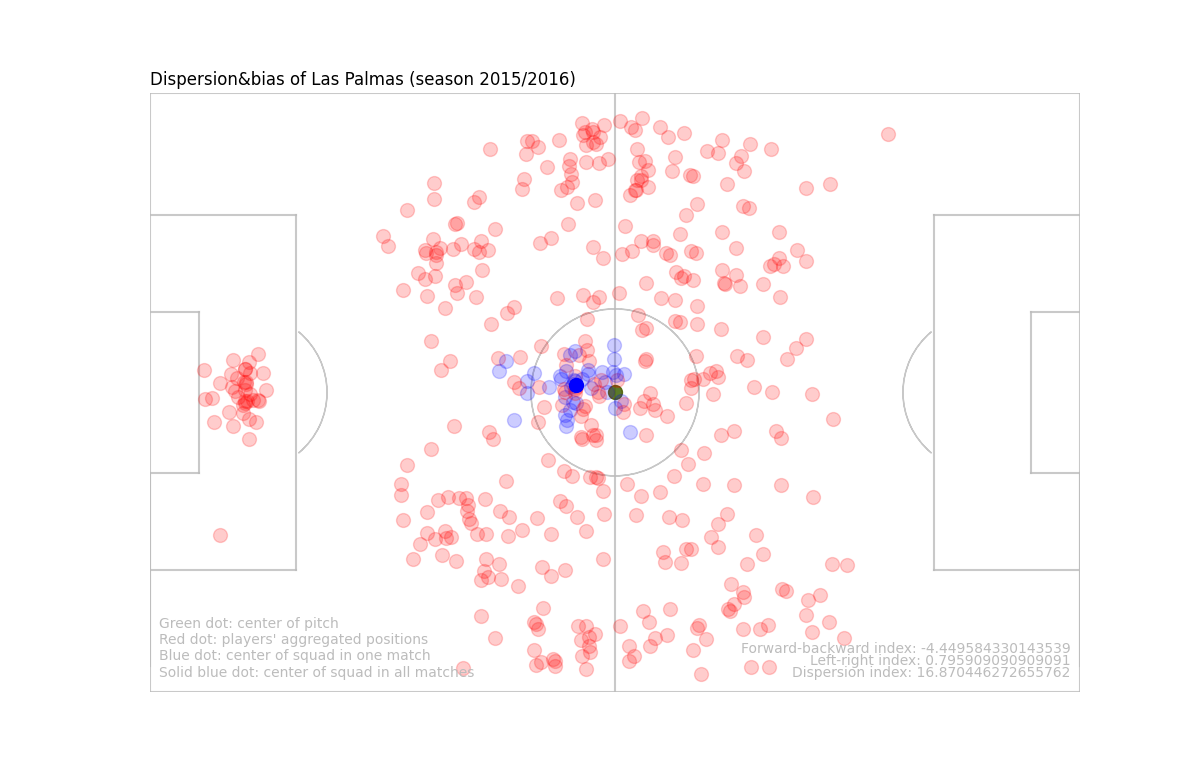 Dispersion&bias of Las Palmas (season 2015/2016)
Green dot: center of pitch
Red dot: players' aggregated positions
Blue dot: center of squad in one match
Solid blue dot: center of squad in all matches
Forward-backward index: -4.449584330143539
Left-right index: 0.795909090909091
Dispersion index: 16.870446272655762